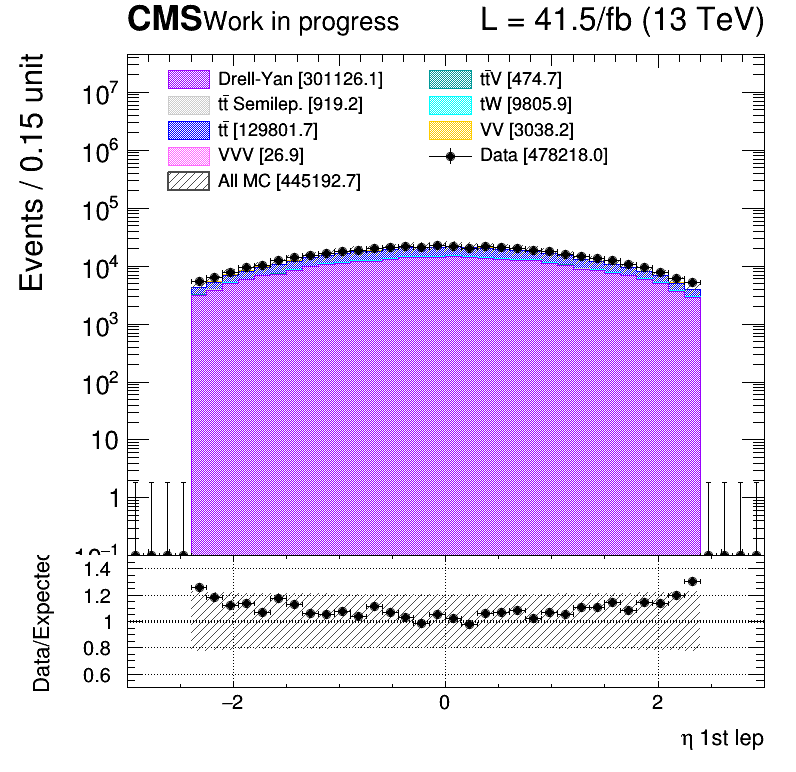 CMS Work in progress L = 41.5/fb (13 TeV)
Drell-Yan [301126.1] tt̄V [474.7]
tt̄ Semilep. [919.2] tW [9805.9]
tt̄ [129801.7] VV [3038.2]
VVV [26.9] Data [478218.0]
All MC [445192.7]
Events / 0.15 unit
10⁷
10⁶
10⁵
10⁴
10³
10²
10
1
10⁻¹
Data/Expected
1.4
1.2
1
0.8
0.6
−2 0 2
η 1st lep